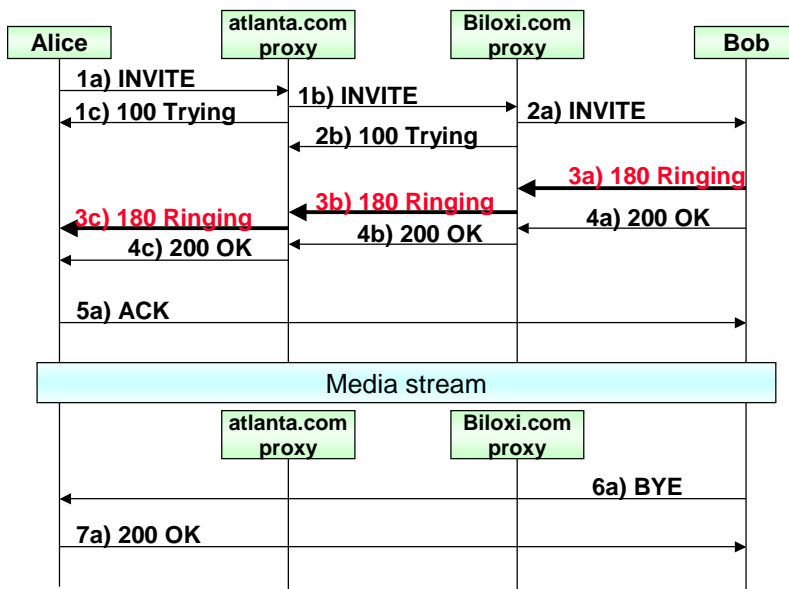 Alice
atlanta.com
proxy
Biloxi.com
proxy
Bob
1a) INVITE
1b) INVITE
1c) 100 Trying
2a) INVITE
2b) 100 Trying
3a) 180 Ringing
3b) 180 Ringing
3c) 180 Ringing
4a) 200 OK
4b) 200 OK
4c) 200 OK
5a) ACK
Media stream
atlanta.com
proxy
Biloxi.com
proxy
6a) BYE
7a) 200 OK